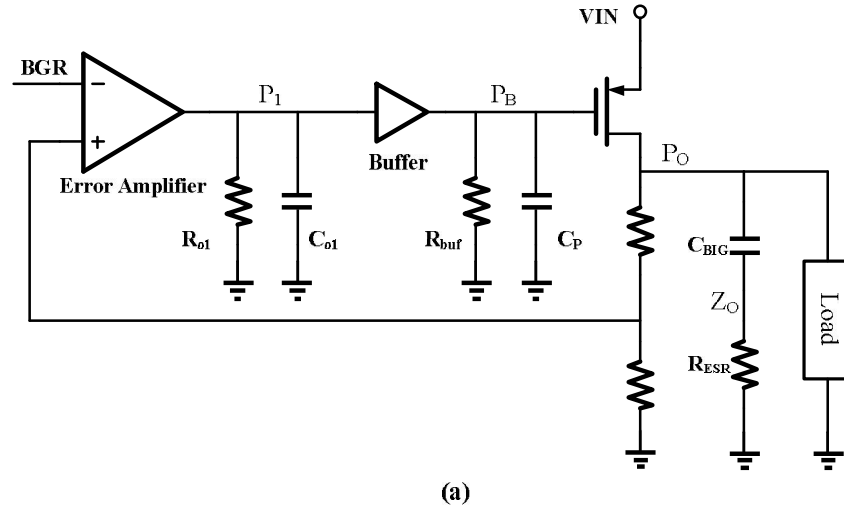 VIN
BGR
−
+
Error Amplifier
P1
Buffer
PB
PO
Ro1
Co1
Rbuf
CP
CBIG
ZO
RESR
Load
(a)